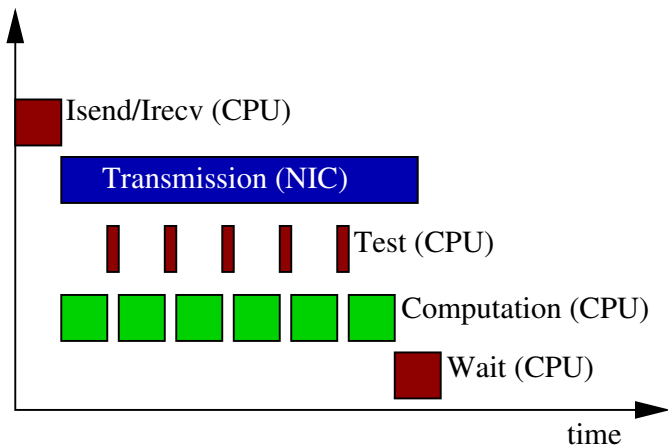 Isend/Irecv (CPU)
Transmission (NIC)
Test (CPU)
Computation (CPU)
Wait (CPU)
time